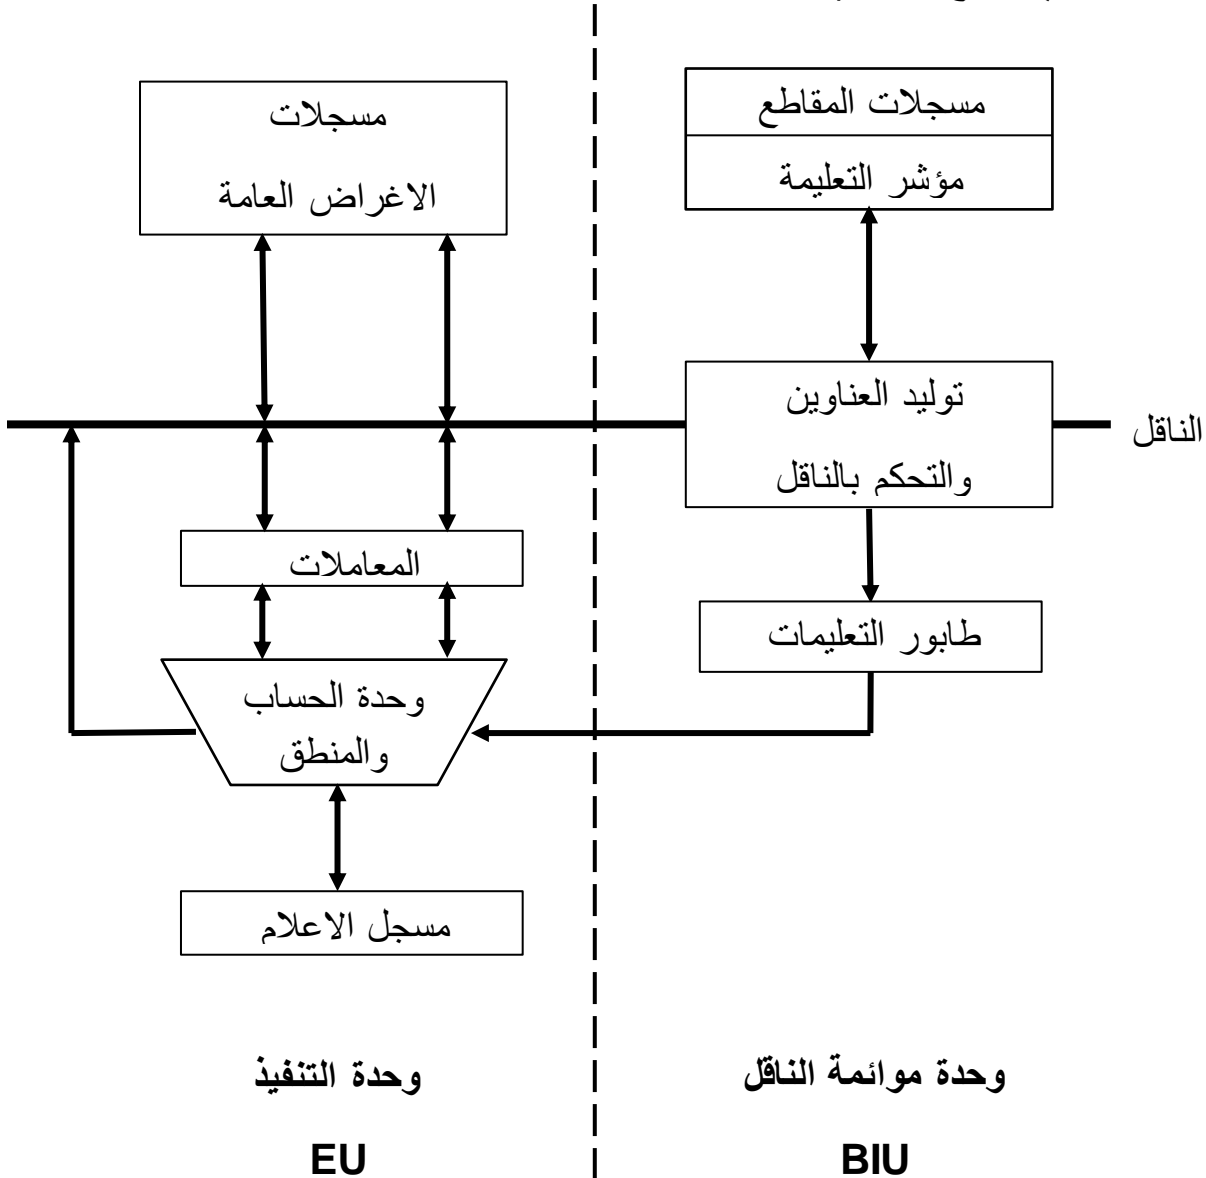 مسجلات المقاطع
مؤشر التعليمة
مسجلات
الاغراض العامة
توليد العناوين
والتحكم بالناقل
الناقل
المعاملات
طابور التعليمات
وحدة الحساب
والمنطق
مسجل الاعلام
وحدة موائمة الناقل
BIU
وحدة التنفيذ
EU